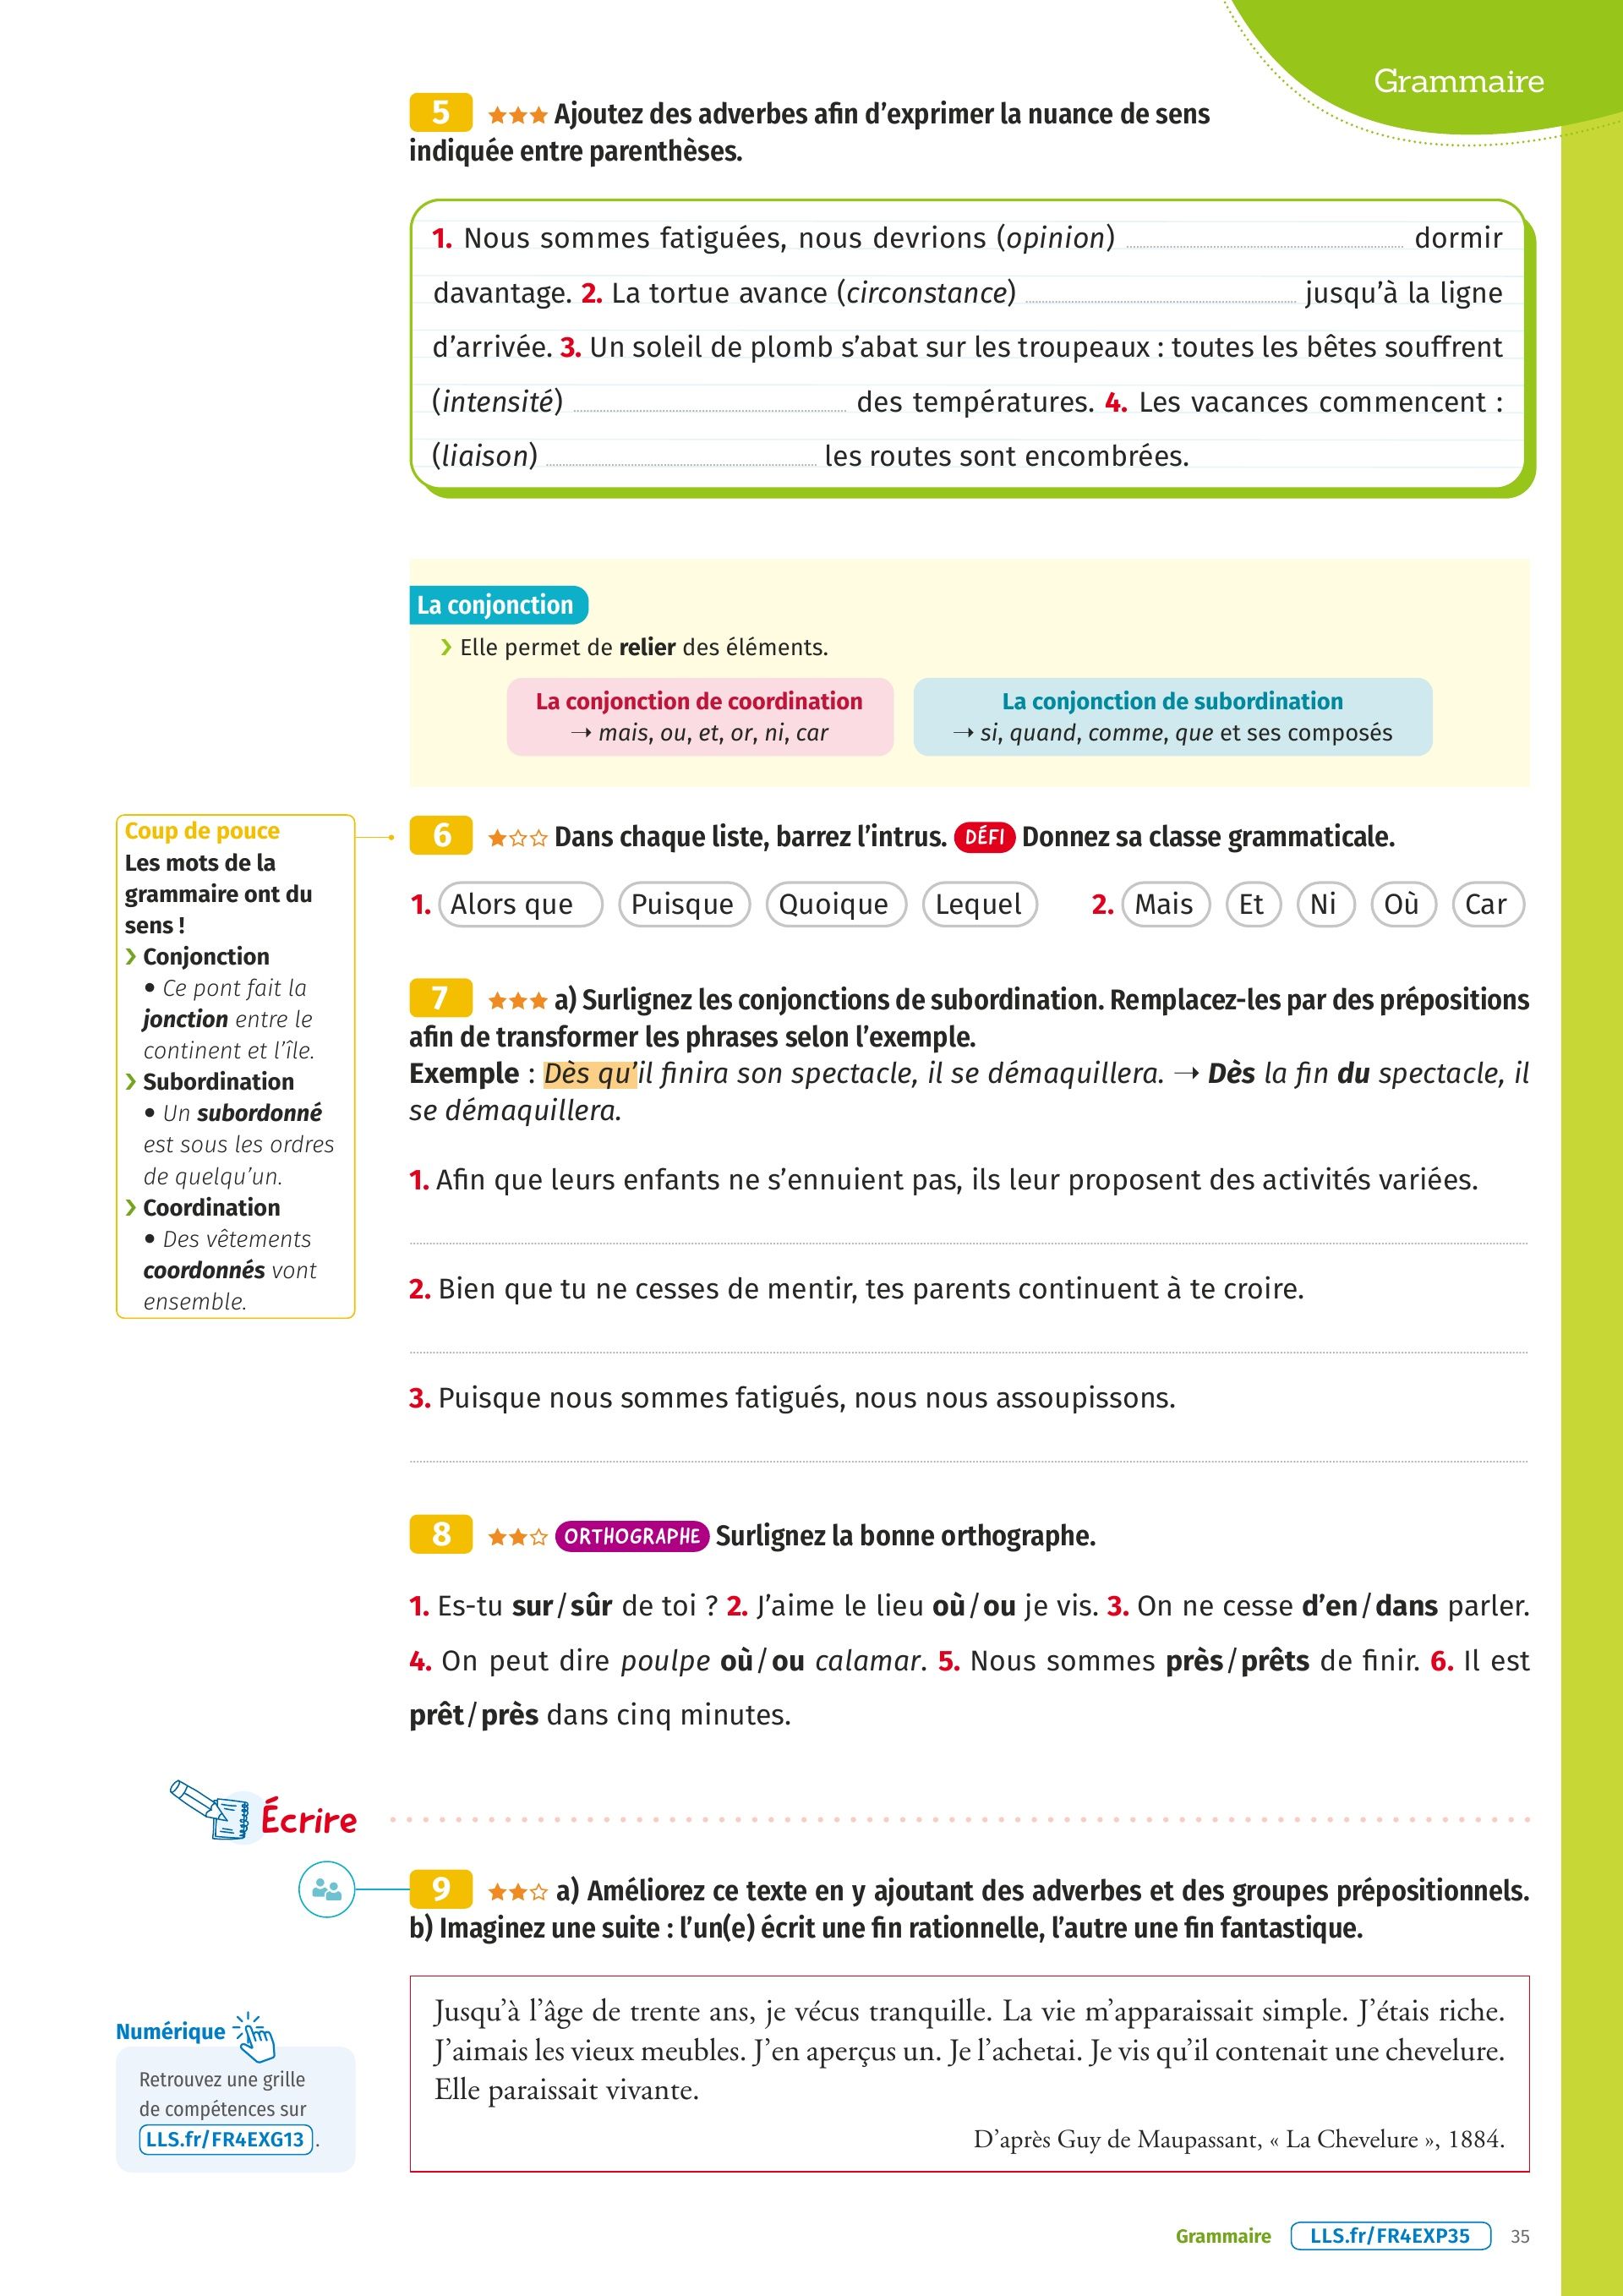 Grammaire
5 ★★★ Ajoutez des adverbes afin d'exprimer la nuance de sens
indiquée entre parenthèses.
1. Nous sommes fatiguées, nous devrions (opinion) dormir
davantage. 2. La tortue avance (circonstance) jusqu'à la ligne
d'arrivée. 3. Un soleil de plomb s'abat sur les troupeaux : toutes les bêtes souffrent
(intensité) des températures. 4. Les vacances commencent :
(liaison) les routes sont encombrées.
La conjonction
› Elle permet de relier des éléments.
La conjonction de coordination
→ mais, ou, et, or, ni, car
La conjonction de subordination
→ si, quand, comme, que et ses composés
Coup de pouce
Les mots de la
grammaire ont du
sens !
› Conjonction
• Ce pont fait la
jonction entre le
continent et l'île.
› Subordination
• Un subordonné
est sous les ordres
de quelqu'un.
› Coordination
• Des vêtements
coordonnés vont
ensemble.
6 ★☆☆ Dans chaque liste, barrez l'intrus. DÉFI Donnez sa classe grammaticale.
1. Alors que Puisque Quoique Lequel 2. Mais Et Ni Où Car
7 ★★★ a) Surlignez les conjonctions de subordination. Remplacez-les par des prépositions
afin de transformer les phrases selon l'exemple.
Exemple : Dès qu'il finira son spectacle, il se démaquillera. → Dès la fin du spectacle, il
se démaquillera.
1. Afin que leurs enfants ne s'ennuient pas, ils leur proposent des activités variées.
2. Bien que tu ne cesses de mentir, tes parents continuent à te croire.
3. Puisque nous sommes fatigués, nous nous assoupissons.
8 ★★☆ ORTHOGRAPHE Surlignez la bonne orthographe.
1. Es-tu sur / sûr de toi ? 2. J'aime le lieu où / ou je vis. 3. On ne cesse d'en / dans parler.
4. On peut dire poulpe où / ou calamar. 5. Nous sommes près / prêts de finir. 6. Il est
prêt / près dans cinq minutes.
Écrire
9 ★★☆ a) Améliorez ce texte en y ajoutant des adverbes et des groupes prépositionnels.
b) Imaginez une suite : l'un(e) écrit une fin rationnelle, l'autre une fin fantastique.
Jusqu'à l'âge de trente ans, je vécus tranquille. La vie m'apparaissait simple. J'étais riche.
J'aimais les vieux meubles. J'en aperçus un. Je l'achetai. Je vis qu'il contenait une chevelure.
Elle paraissait vivante.
D'après Guy de Maupassant, « La Chevelure », 1884.
Numérique
Retrouvez une grille
de compétences sur
LLS.fr/FR4EXG13 .
Grammaire LLS.fr/FR4EXP35 35